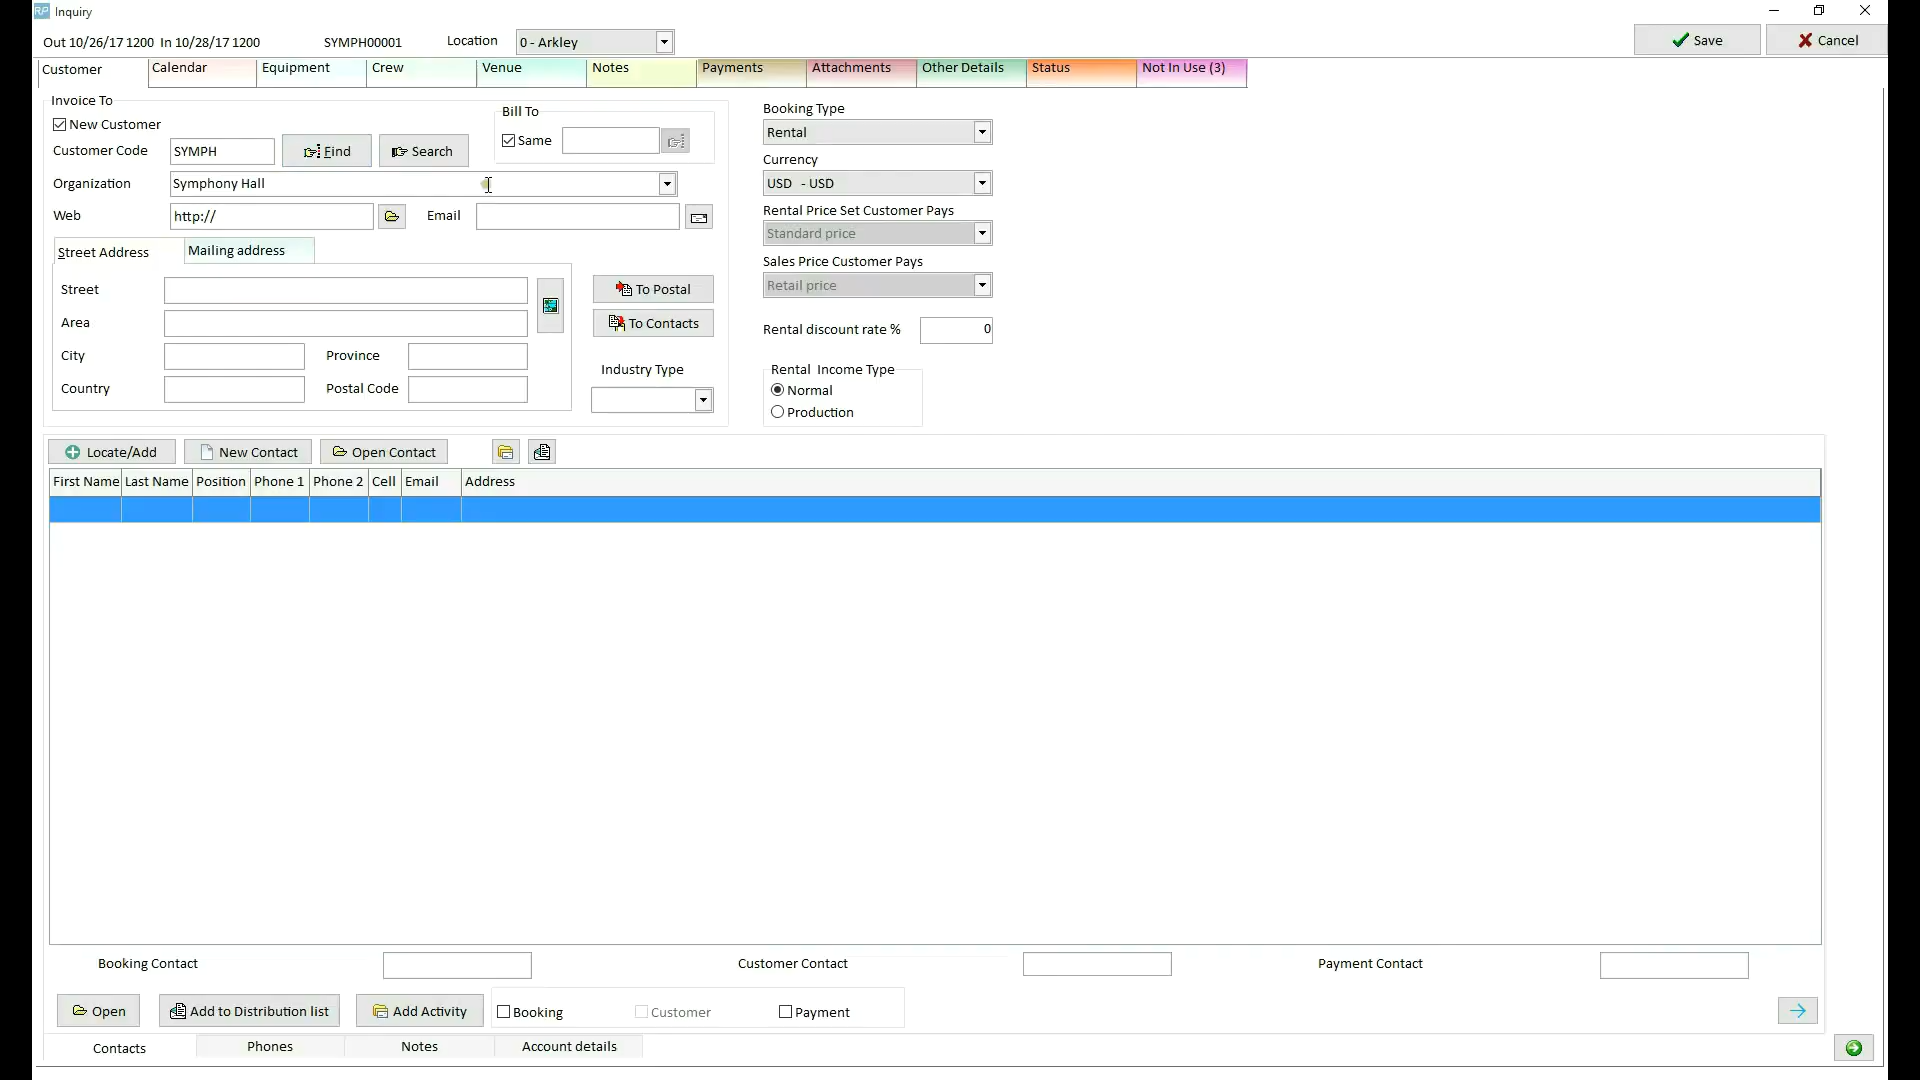 RP Inquiry
Out 10/26/17 1200 In 10/28/17 1200 SYMPH00001 Location 0 - Arkley Save Cancel
Customer Calendar Equipment Crew Venue Notes Payments Attachments Other Details Status Not In Use (3)
Invoice To
New Customer
Customer Code SYMPH Find Search
Bill To
Same
Organization Symphony Hall
Web http:// Email
Street Address Mailing address
Street
Area
City Province
Country Postal Code
To Postal
To Contacts
Industry Type
Booking Type
Rental
Currency
USD - USD
Rental Price Set Customer Pays
Standard price
Sales Price Customer Pays
Retail price
Rental discount rate % 0
Rental Income Type
Normal
Production
Locate/Add New Contact Open Contact
First Name Last Name Position Phone 1 Phone 2 Cell Email Address
Booking Contact Customer Contact Payment Contact
Open Add to Distribution list Add Activity Booking Customer Payment
Contacts Phones Notes Account details